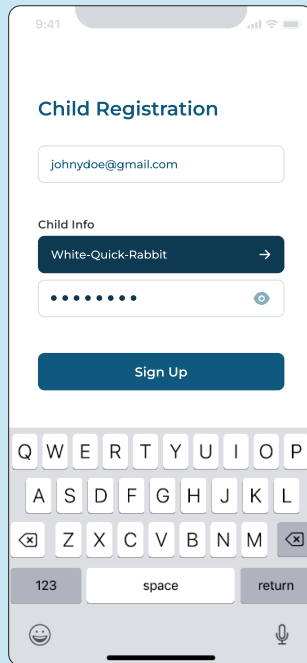 9:41
Child Registration
johnydoe@gmail.com
Child Info
White-Quick-Rabbit
Sign Up
Q W E R T Y U I O P
A S D F G H J K L
Z X C V B N M
123 space return